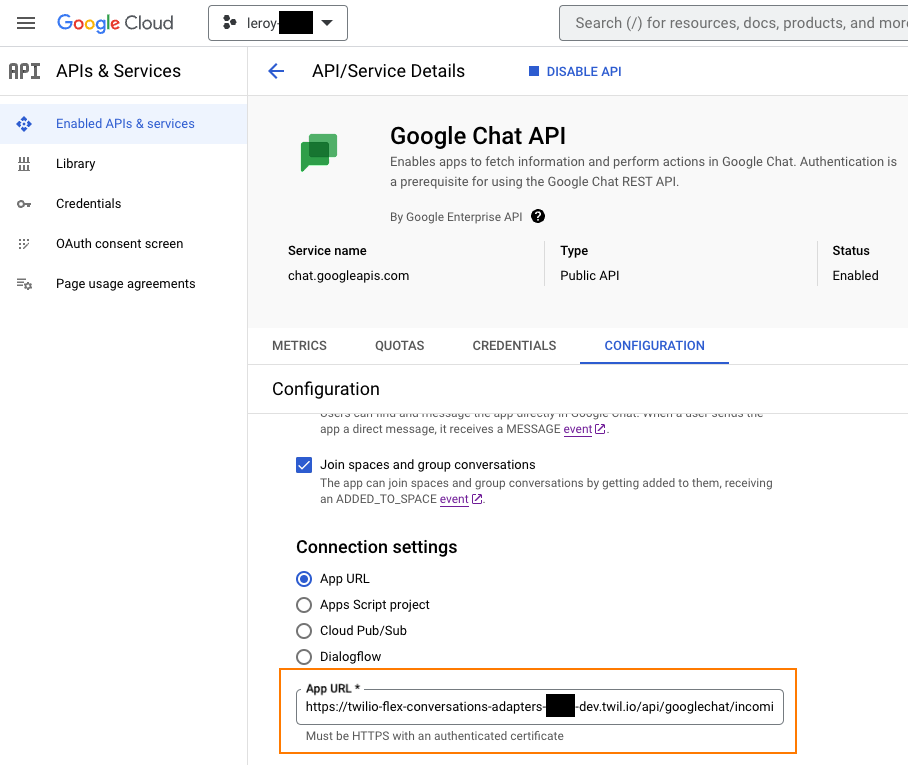 Google Cloud
leroy-
Search (/) for resources, docs, products, and mor
API APIs & Services
API/Service Details
DISABLE API
Enabled APIs & services
Library
Credentials
OAuth consent screen
Page usage agreements
Google Chat API
Enables apps to fetch information and perform actions in Google Chat. Authentication is
a prerequisite for using the Google Chat REST API.
By Google Enterprise API ?
Service name
chat.googleapis.com
Type
Public API
Status
Enabled
METRICS QUOTAS CREDENTIALS CONFIGURATION
Configuration
Users can find and message the app directly in Google Chat. When a user sends the
app a direct message, it receives a MESSAGE event.
Join spaces and group conversations
The app can join spaces and group conversations by getting added to them, receiving
an ADDED_TO_SPACE event.
Connection settings
App URL
Apps Script project
Cloud Pub/Sub
Dialogflow
App URL *
https://twilio-flex-conversations-adapters- -dev.twil.io/api/googlechat/incomi
Must be HTTPS with an authenticated certificate